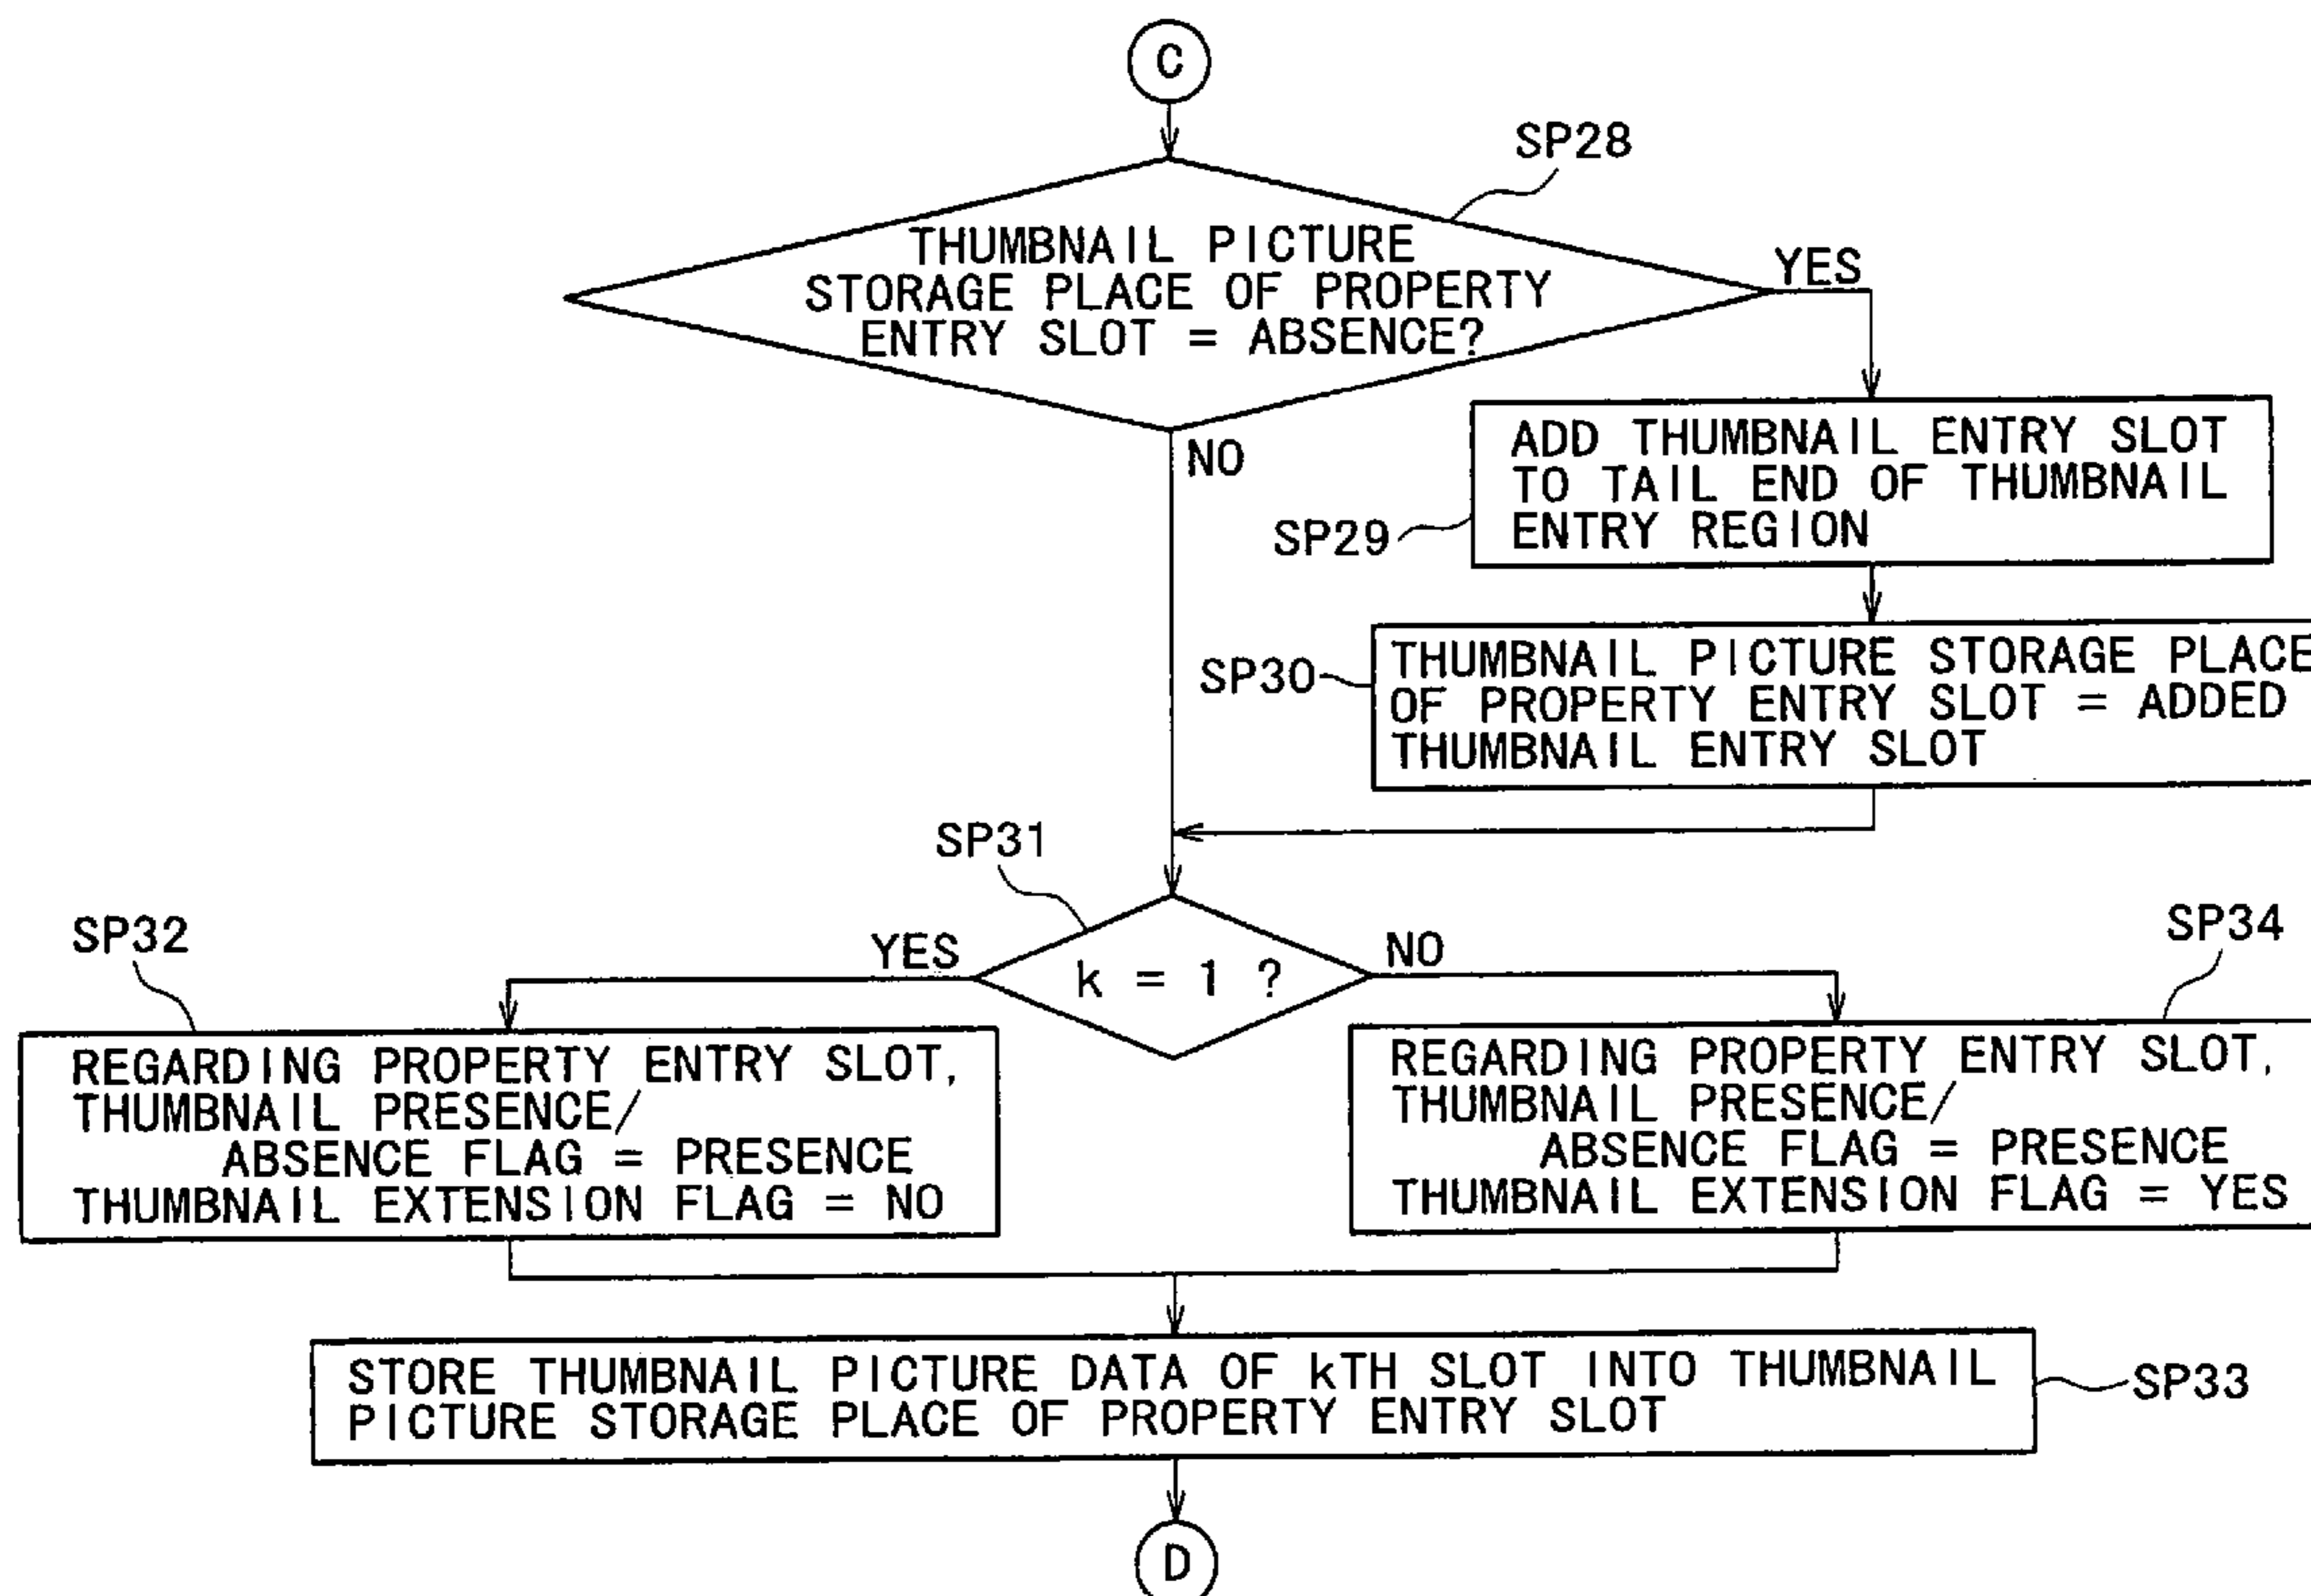 C
SP28
THUMBNAIL PICTURE
STORAGE PLACE OF PROPERTY
ENTRY SLOT = ABSENCE?
YES
NO
ADD THUMBNAIL ENTRY SLOT
TO TAIL END OF THUMBNAIL
ENTRY REGION
SP29
THUMBNAIL PICTURE STORAGE PLACE
OF PROPERTY ENTRY SLOT = ADDED
THUMBNAIL ENTRY SLOT
SP30
SP31
k = 1 ?
YES
NO
SP32
REGARDING PROPERTY ENTRY SLOT,
THUMBNAIL PRESENCE/
ABSENCE FLAG = PRESENCE
THUMBNAIL EXTENSION FLAG = NO
SP34
REGARDING PROPERTY ENTRY SLOT,
THUMBNAIL PRESENCE/
ABSENCE FLAG = PRESENCE
THUMBNAIL EXTENSION FLAG = YES
STORE THUMBNAIL PICTURE DATA OF kTH SLOT INTO THUMBNAIL
PICTURE STORAGE PLACE OF PROPERTY ENTRY SLOT
SP33
D